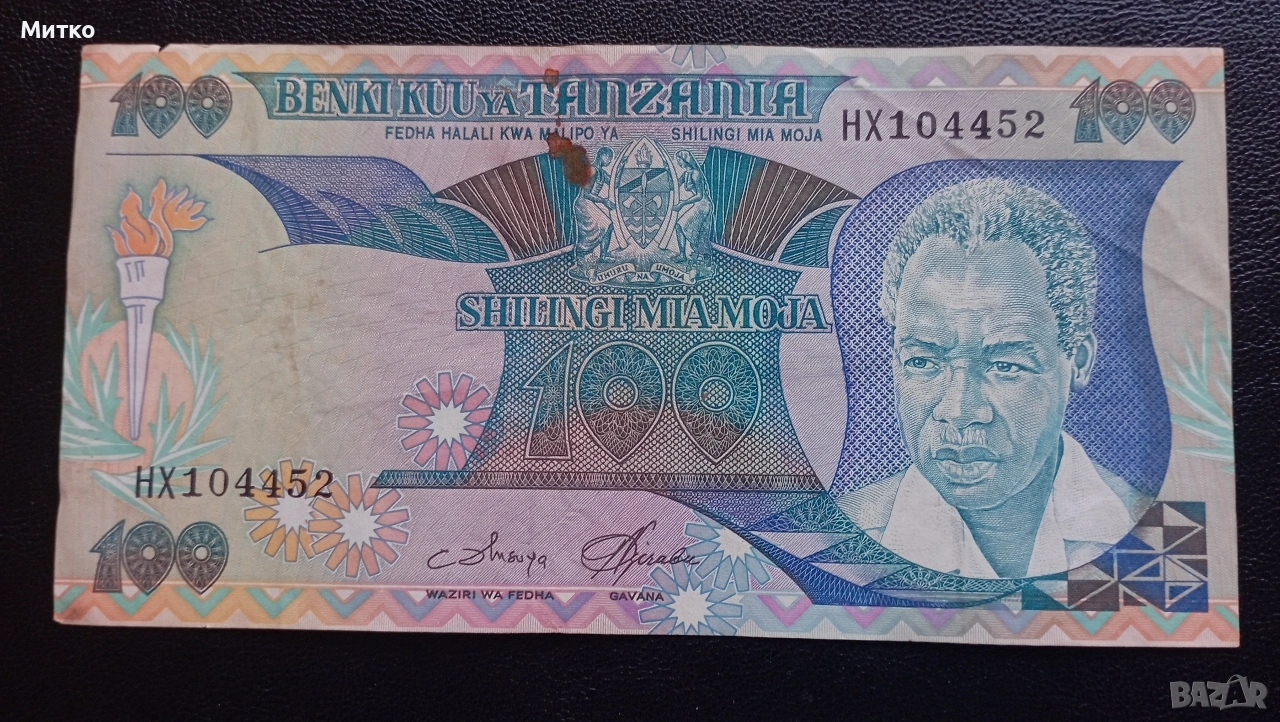 Митко
100 BENKI KUU YA TANZANIA 100
FEDHA HALALI KWA MALIPO YA SHILINGI MIA MOJA HX104452
UHURU NA UMOJA
SHILINGI MIA MOJA
100
HX104452
100
WAZIRI WA FEDHA GAVANA
BAZAR